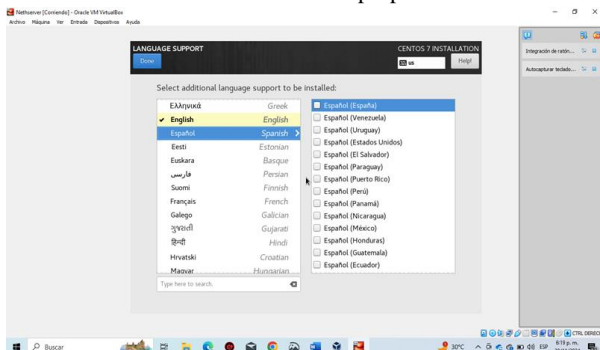 Nethserver [Corriendo] - Oracle VM VirtualBox
Archivo Máquina Ver Entrada Dispositivos Ayuda
LANGUAGE SUPPORT
CENTOS 7 INSTALLATION
Done
us
Help!
Integración de ratón...
Autocapturar teclado...
Select additional language support to be installed:
Ελληνικά Greek
✔ English English
Español Spanish >
Eesti Estonian
Euskara Basque
فارسی Persian
Suomi Finnish
Français French
Galego Galician
ગુજરાતી Gujarati
हिन्दी Hindi
Hrvatski Croatian
Magyar Hungarian
Español (España)
Español (Venezuela)
Español (Uruguay)
Español (Estados Unidos)
Español (El Salvador)
Español (Paraguay)
Español (Puerto Rico)
Español (Perú)
Español (Panamá)
Español (Nicaragua)
Español (México)
Español (Honduras)
Español (Guatemala)
Español (Ecuador)
Type here to search.
CTRL DERECHO
Buscar
30°C
ESP
6:19 p. m.